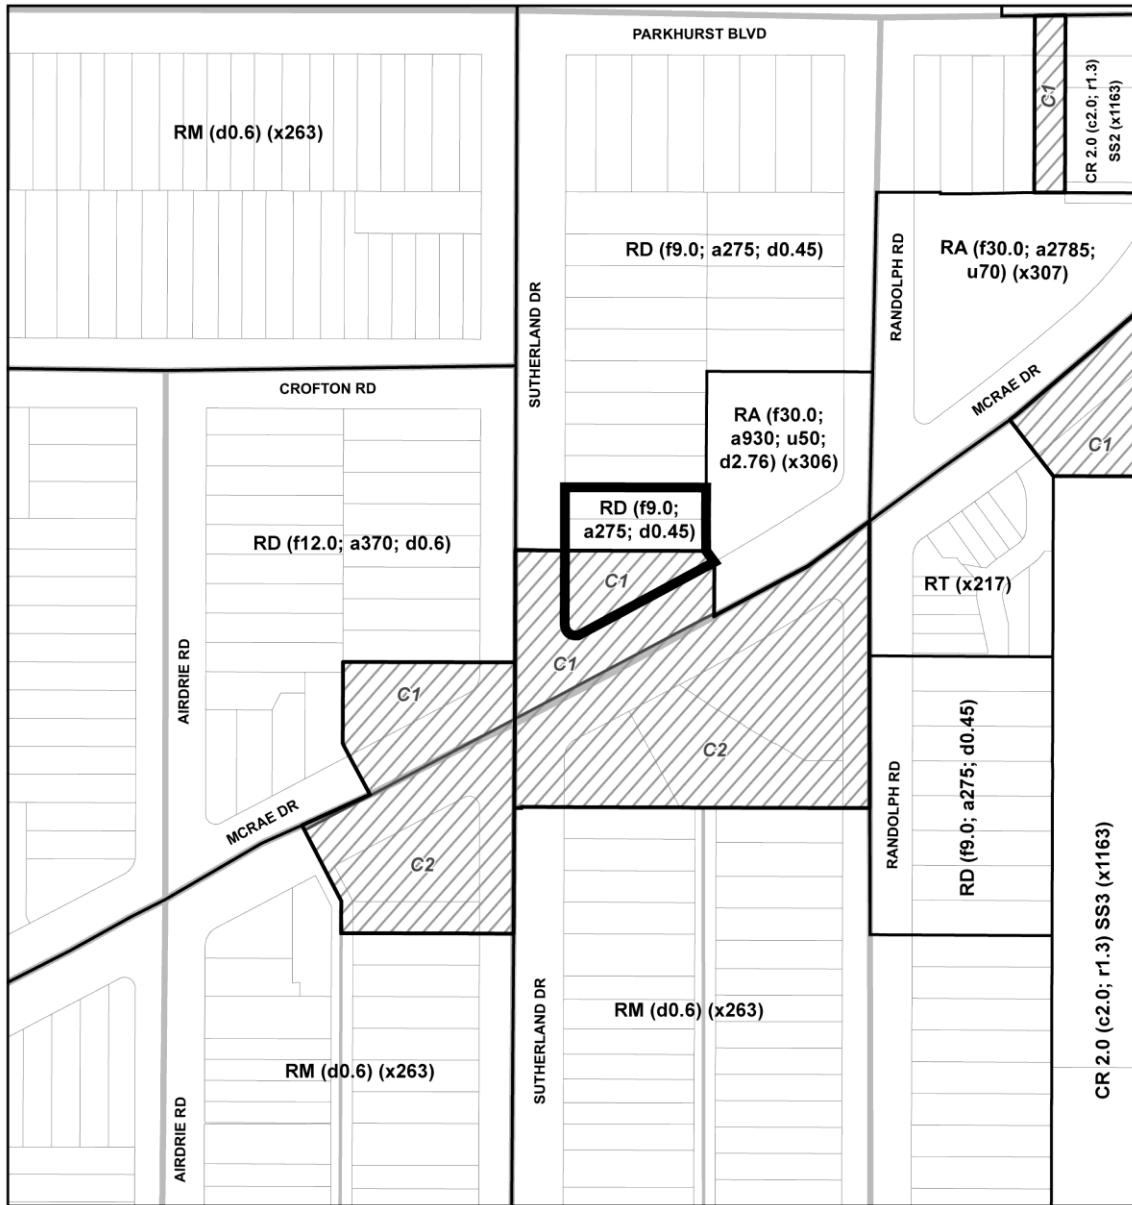 PARKHURST BLVD
C1
CR 2.0 (c2.0; r1.3)
SS2 (x1163)
RM (d0.6) (x263)
RD (f9.0; a275; d0.45)
RANDOLPH RD
RA (f30.0; a2785;
u70) (x307)
SUTHERLAND DR
CROFTON RD
MCRAE DR
RA (f30.0;
a930; u50;
d2.76) (x306)
C1
RD (f9.0;
a275; d0.45)
RD (f12.0; a370; d0.6)
C1
RT (x217)
AIRDRIE RD
C1
C1
C2
RANDOLPH RD
RD (f9.0; a275; d0.45)
MCRAE DR
C2
CR 2.0 (c2.0; r1.3) SS3 (x1163)
SUTHERLAND DR
RM (d0.6) (x263)
RM (d0.6) (x263)
AIRDRIE RD